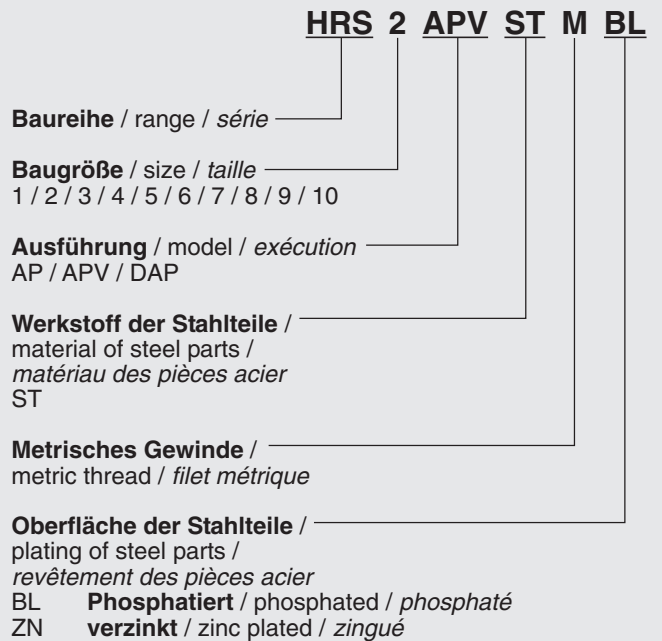 HRS 2 APV ST M BL
Baureihe / range / série
Baugröße / size / taille
1 / 2 / 3 / 4 / 5 / 6 / 7 / 8 / 9 / 10
Ausführung / model / exécution
AP / APV / DAP
Werkstoff der Stahlteile /
material of steel parts /
matériau des pièces acier
ST
Metrisches Gewinde /
metric thread / filet métrique
Oberfläche der Stahlteile /
plating of steel parts /
revêtement des pièces acier
BL Phosphatiert / phosphated / phosphaté
ZN verzinkt / zinc plated / zingué